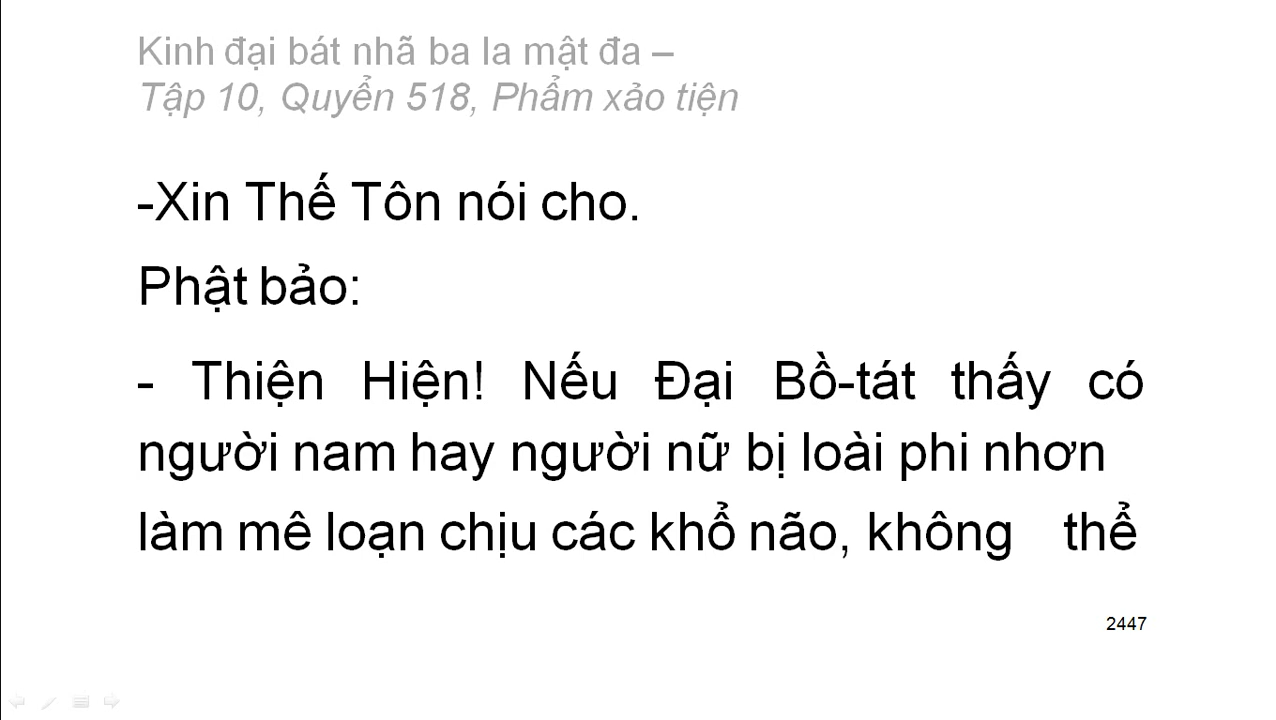 Kinh đại bát nhã ba la mật đa –
Tập 10, Quyển 518, Phẩm xảo tiện
-Xin Thế Tôn nói cho.
Phật bảo:
- Thiện Hiện! Nếu Đại Bồ-tát thấy có
người nam hay người nữ bị loài phi nhơn
làm mê loạn chịu các khổ não, không thể
2447